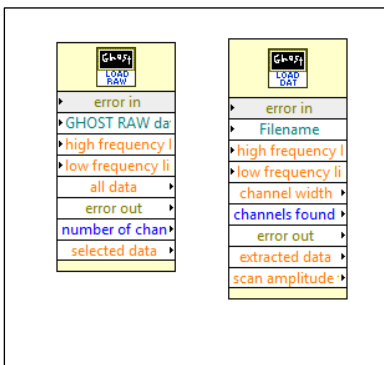 Ghost
LOAD
RAW
error in
GHOST RAW da
high frequency l
low frequency li
all data
error out
number of chan
selected data
Ghost
LOAD
DAT
error in
Filename
high frequency l
low frequency li
channel width
channels found
error out
extracted data
scan amplitude